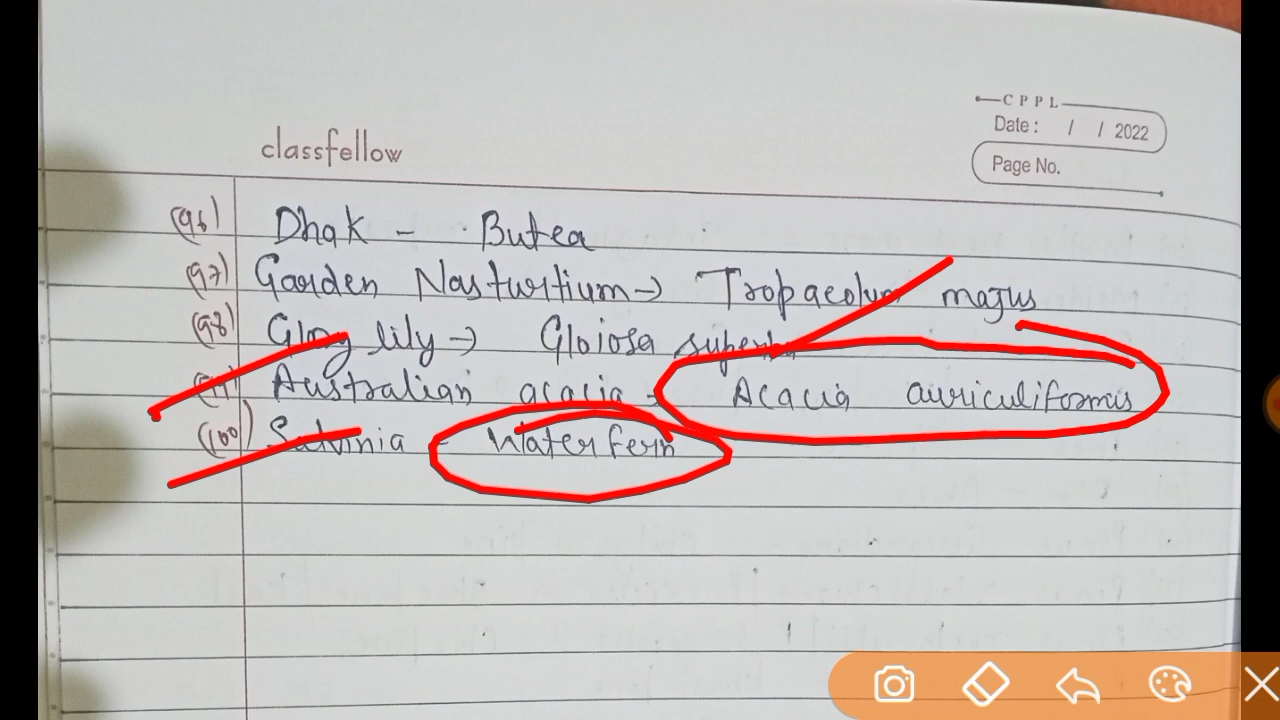 CPPL
Date : / / 2022
classfellow
Page No.
(96) Dhak - Butea
(97) Garden Nasturtium → Tropaeolum majus
(98) Glory lily → Gloiosa superba
(99) Australian acacia - Acacia auriculiformis
(100) Salvinia - Water fern